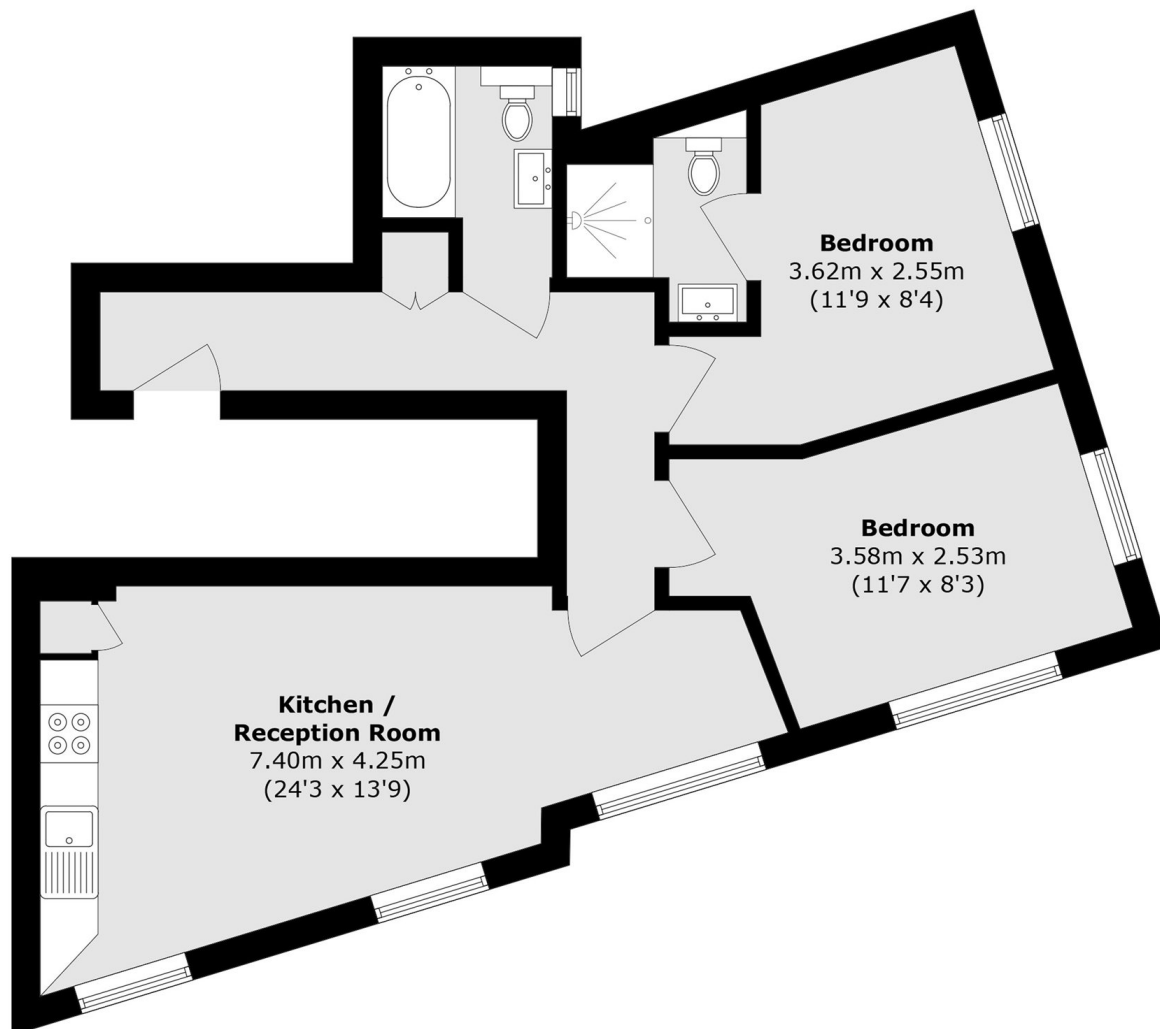 Bedroom
3.62m x 2.55m
(11'9 x 8'4)
Bedroom
3.58m x 2.53m
(11'7 x 8'3)
Kitchen /
Reception Room
7.40m x 4.25m
(24'3 x 13'9)